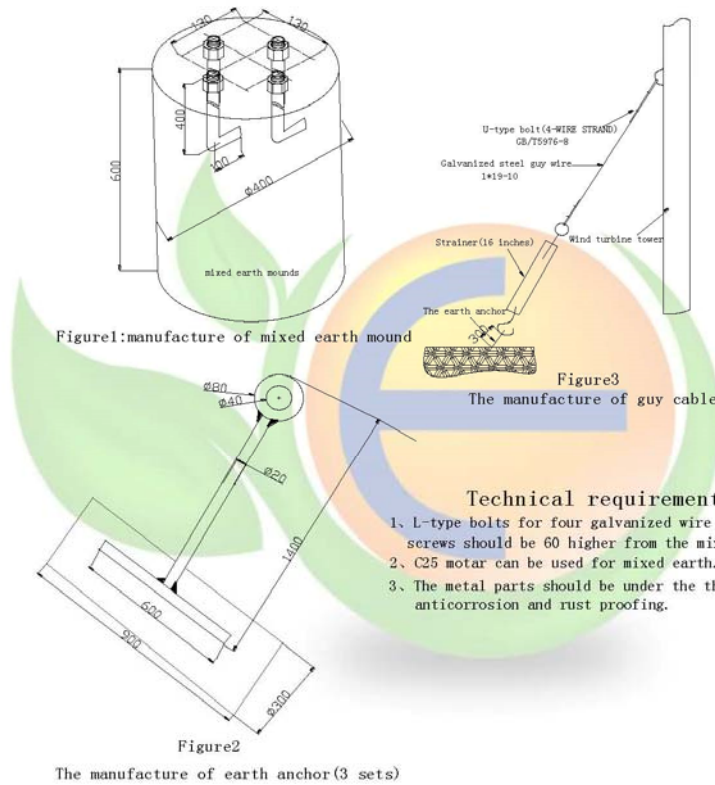 130
130
400
100
Ø400
600
mixed earth mounds
Figure1:manufacture of mixed earth mound
U-type bolt(4-WIRE STRAND)
GB/T5976-8
Galvanized steel guy wire
1*19-10
Strainer(16 inches)
Wind turbine tower
The earth anchor
300
Figure3
The manufacture of guy cable
Ø80
Ø40
Ø20
1400
600
900
Ø300
Figure2
The manufacture of earth anchor(3 sets)
Technical requirement
1、L-type bolts for four galvanized wire
screws should be 60 higher from the mi
2、C25 motar can be used for mixed earth.
3、The metal parts should be under the th
anticorrosion and rust proofing.